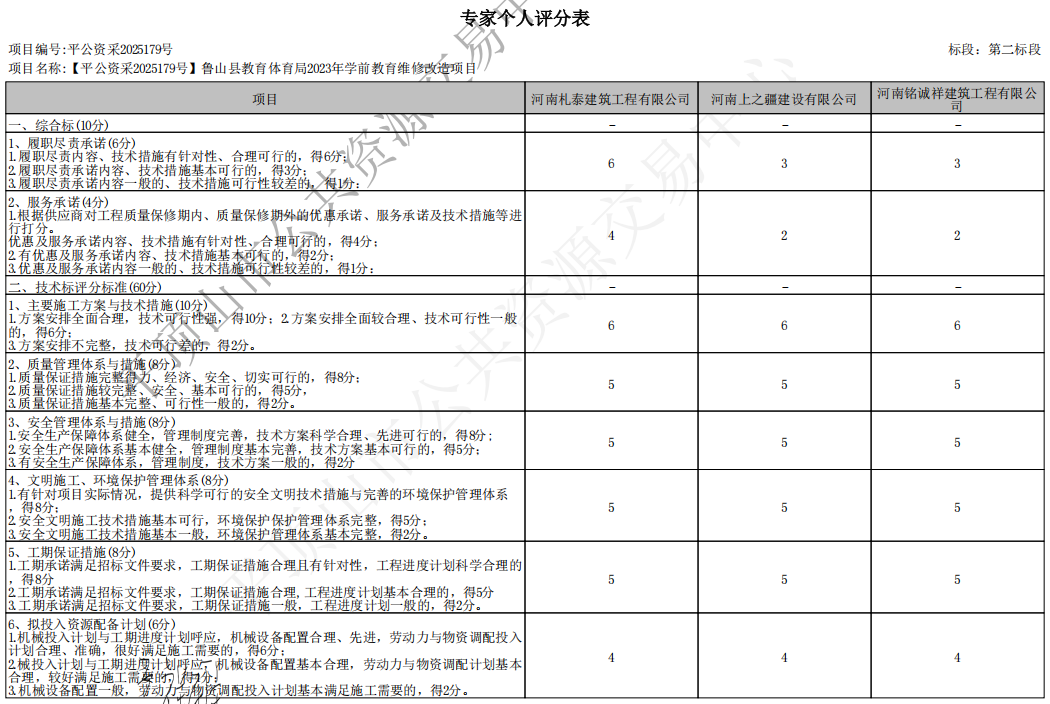 专家个人评分表
项目编号:平公资采2025179号
标段：第二标段
项目名称:【平公资采2025179号】鲁山县教育体育局2023年学前教育维修改造项目
项目 河南札泰建筑工程有限公司 河南上之疆建设有限公司 河南铭诚祥建筑工程有限公司
一、综合标(10分) - - -
1、履职尽责承诺(6分)
1.履职尽责内容、技术措施有针对性、合理可行的，得6分；
2.履职尽责承诺内容、技术措施基本可行的，得3分；
3.履职尽责承诺内容一般的、技术措施可行性较差的，得1分；
6 3 3
2、服务承诺(4分)
1.根据供应商对工程质量保修期内、质量保修期外的优惠承诺、服务承诺及技术措施等进
行打分。
优惠及服务承诺内容、技术措施有针对性、合理可行的，得4分；
2.有优惠及服务承诺内容、技术措施基本可行的，得2分；
3.优惠及服务承诺内容一般的、技术措施可行性较差的，得1分；
4 2 2
二、技术标评分标准(60分) - - -
1、主要施工方案与技术措施(10分)
1.方案安排全面合理，技术可行性强，得10分；2.方案安排全面较合理、技术可行性一般
的，得6分；
3.方案安排不完整，技术可行差的，得2分。
6 6 6
2、质量管理体系与措施(8分)
1.质量保证措施完整有力、经济、安全、切实可行的，得8分；
2.质量保证措施较完整、安全、基本可行的，得5分，
3.质量保证措施基本完整、可行性一般的，得2分。
5 5 5
3、安全管理体系与措施(8分)
1.安全生产保障体系健全，管理制度完善，技术方案科学合理、先进可行的，得8分；
2.安全生产保障体系基本健全，管理制度基本完善，技术方案基本可行的，得5分；
3.有安全生产保障体系，管理制度，技术方案一般的，得2分
5 5 5
4、文明施工、环境保护管理体系(8分)
1.有针对项目实际情况，提供科学可行的安全文明技术措施与完善的环境保护管理体系
，得8分；
2.安全文明施工技术措施基本可行，环境保护保护管理体系完整，得5分；
3.安全文明施工技术措施基本一般，环境保护管理体系基本完整，得2分。
5 5 5
5、工期保证措施(8分)
1.工期承诺满足招标文件要求，工期保证措施合理且有针对性，工程进度计划科学合理的
，得8分
2.工期承诺满足招标文件要求，工期保证措施合理,工程进度计划基本合理的，得5分
3.工期承诺满足招标文件要求，工期保证措施一般，工程进度计划一般的，得2分。
5 5 5
6、拟投入资源配备计划(6分)
1.机械投入计划与工期进度计划呼应，机械设备配置合理、先进，劳动力与物资调配投入
计划合理、准确，很好满足施工需要的，得6分；
2.械投入计划与工期进度计划呼应，机械设备配置基本合理，劳动力与物资调配计划基本
合理，较好满足施工需要的，得4分；
3.机械设备配置一般，劳动力与物资调配投入计划基本满足施工需要的，得2分。
4 4 4
平顶山市公共资源交易中心